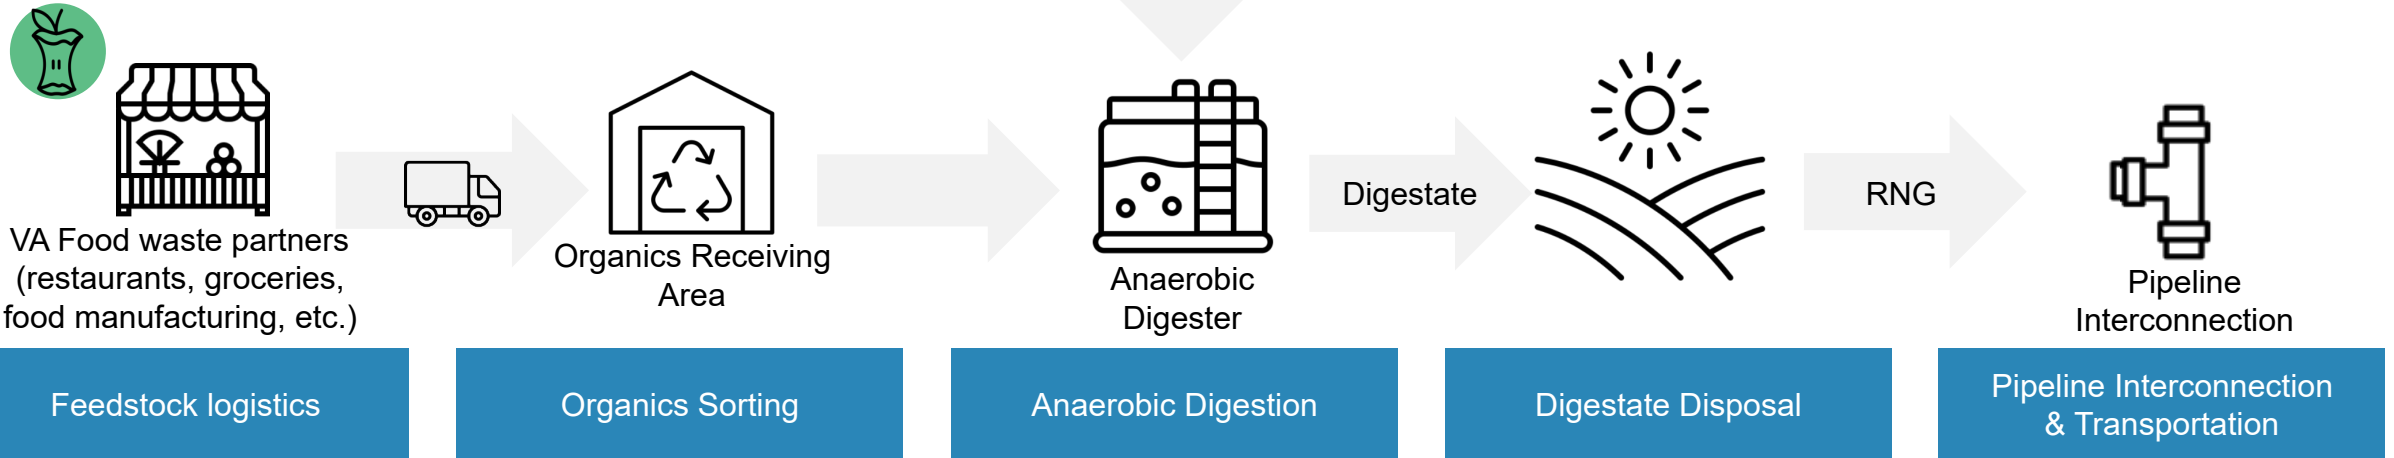 VA Food waste partners
(restaurants, groceries,
food manufacturing, etc.)
Organics Receiving
Area
Anaerobic
Digester
Digestate
RNG
Pipeline
Interconnection
Feedstock logistics
Organics Sorting
Anaerobic Digestion
Digestate Disposal
Pipeline Interconnection
& Transportation